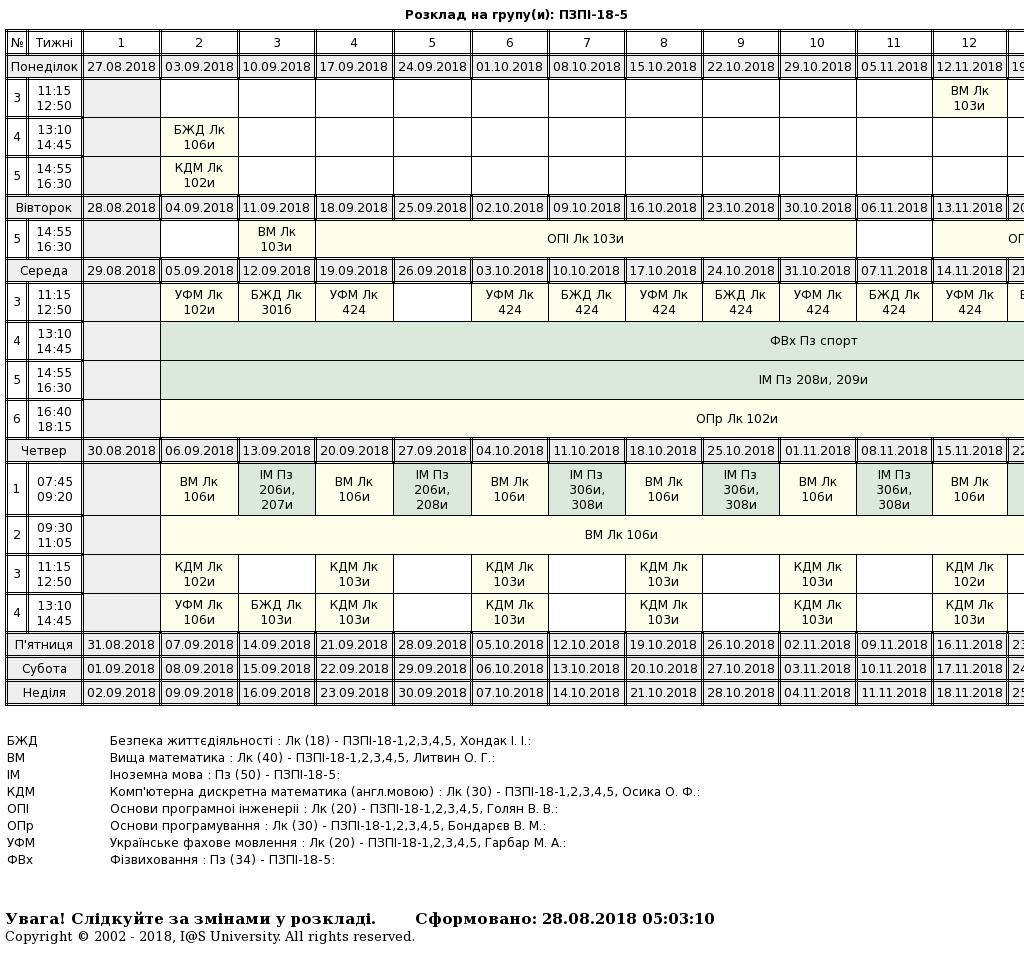 Розклад на групу(и): ПЗПІ-18-5
№ Тижні 1 2 3 4 5 6 7 8 9 10 11 12
Понеділок 27.08.2018 03.09.2018 10.09.2018 17.09.2018 24.09.2018 01.10.2018 08.10.2018 15.10.2018 22.10.2018 29.10.2018 05.11.2018 12.11.2018 19
3 11:15 ВМ Лк
12:50 103и
4 13:10 БЖД Лк
14:45 106и
5 14:55 КДМ Лк
16:30 102и
Вівторок 28.08.2018 04.09.2018 11.09.2018 18.09.2018 25.09.2018 02.10.2018 09.10.2018 16.10.2018 23.10.2018 30.10.2018 06.11.2018 13.11.2018 20
5 14:55 ВМ Лк ОПІ Лк 103и
16:30 103и
Середа 29.08.2018 05.09.2018 12.09.2018 19.09.2018 26.09.2018 03.10.2018 10.10.2018 17.10.2018 24.10.2018 31.10.2018 07.11.2018 14.11.2018 21
3 11:15 УФМ Лк БЖД Лк УФМ Лк УФМ Лк БЖД Лк УФМ Лк БЖД Лк УФМ Лк БЖД Лк УФМ Лк
12:50 102и 301б 424 424 424 424 424 424 424 424
4 13:10 ФВх Пз спорт
14:45
5 14:55 ІМ Пз 208и, 209и
16:30
6 16:40 ОПр Лк 102и
18:15
Четвер 30.08.2018 06.09.2018 13.09.2018 20.09.2018 27.09.2018 04.10.2018 11.10.2018 18.10.2018 25.10.2018 01.11.2018 08.11.2018 15.11.2018 22
1 07:45 ВМ Лк ІМ Пз ВМ Лк ІМ Пз ВМ Лк ІМ Пз ВМ Лк ІМ Пз ВМ Лк ІМ Пз ВМ Лк
09:20 106и 206и, 106и 206и, 106и 306и, 106и 306и, 106и 306и, 106и
207и 208и 308и 308и 308и
2 09:30 ВМ Лк 106и
11:05
3 11:15 КДМ Лк КДМ Лк КДМ Лк КДМ Лк КДМ Лк КДМ Лк
12:50 102и 103и 103и 103и 103и 102и
4 13:10 УФМ Лк БЖД Лк КДМ Лк КДМ Лк КДМ Лк КДМ Лк КДМ Лк
14:45 106и 103и 103и 103и 103и 103и 103и
П'ятниця 31.08.2018 07.09.2018 14.09.2018 21.09.2018 28.09.2018 05.10.2018 12.10.2018 19.10.2018 26.10.2018 02.11.2018 09.11.2018 16.11.2018 23
Субота 01.09.2018 08.09.2018 15.09.2018 22.09.2018 29.09.2018 06.10.2018 13.10.2018 20.10.2018 27.10.2018 03.11.2018 10.11.2018 17.11.2018 24
Неділя 02.09.2018 09.09.2018 16.09.2018 23.09.2018 30.09.2018 07.10.2018 14.10.2018 21.10.2018 28.10.2018 04.11.2018 11.11.2018 18.11.2018 25
БЖД Безпека життєдіяльності : Лк (18) - ПЗПІ-18-1,2,3,4,5, Хондак І. І.:
ВМ Вища математика : Лк (40) - ПЗПІ-18-1,2,3,4,5, Литвин О. Г.:
ІМ Іноземна мова : Пз (50) - ПЗПІ-18-5:
КДМ Комп'ютерна дискретна математика (англ.мовою) : Лк (30) - ПЗПІ-18-1,2,3,4,5, Осика О. Ф.:
ОПІ Основи програмної інженерії : Лк (20) - ПЗПІ-18-1,2,3,4,5, Голян В. В.:
ОПр Основи програмування : Лк (30) - ПЗПІ-18-1,2,3,4,5, Бондарєв В. М.:
УФМ Українське фахове мовлення : Лк (20) - ПЗПІ-18-1,2,3,4,5, Гарбар М. А.:
ФВх Фізвиховання : Пз (34) - ПЗПІ-18-5:
Увага! Слідкуйте за змінами у розкладі. Сформовано: 28.08.2018 05:03:10
Copyright © 2002 - 2018, I@S University. All rights reserved.